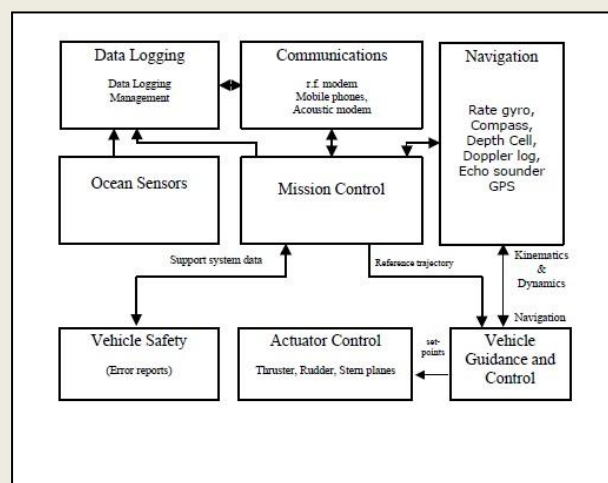 Data Logging
Data Logging
Management
Communications
r.f. modem
Mobile phones,
Acoustic modem
Navigation
Rate gyro,
Compass,
Depth Cell,
Doppler log,
Echo sounder
GPS
Ocean Sensors
Mission Control
Support system data
Reference trajectory
Kinematics
&
Dynamics
Navigation
Vehicle Safety
(Error reports)
Actuator Control
Thruster, Rudder, Stern planes
set-
points
Vehicle
Guidance and
Control